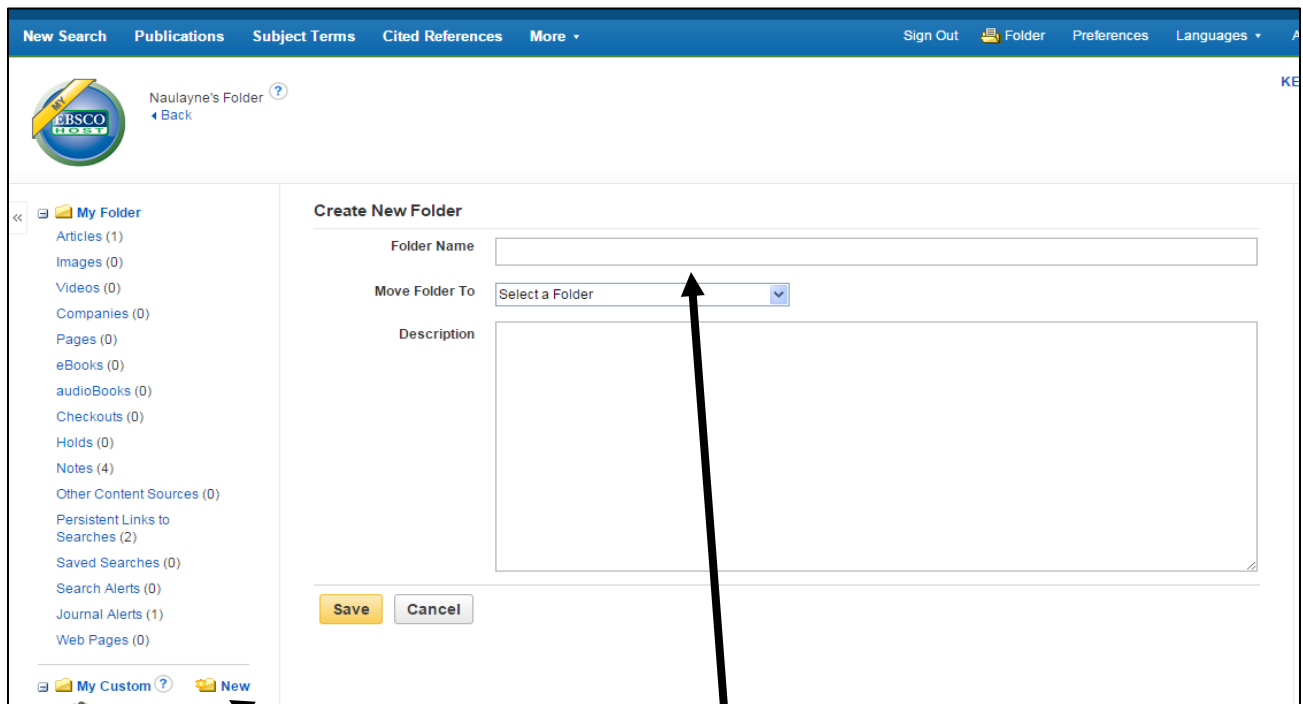 New Search Publications Subject Terms Cited References More Sign Out Folder Preferences Languages A
KE
MY
EBSCO
HOST
Naulayne's Folder ?
Back
My Folder
Articles (1)
Images (0)
Videos (0)
Companies (0)
Pages (0)
eBooks (0)
audioBooks (0)
Checkouts (0)
Holds (0)
Notes (4)
Other Content Sources (0)
Persistent Links to
Searches (2)
Saved Searches (0)
Search Alerts (0)
Journal Alerts (1)
Web Pages (0)
My Custom ? New
Create New Folder
Folder Name
Move Folder To Select a Folder
Description
Save Cancel